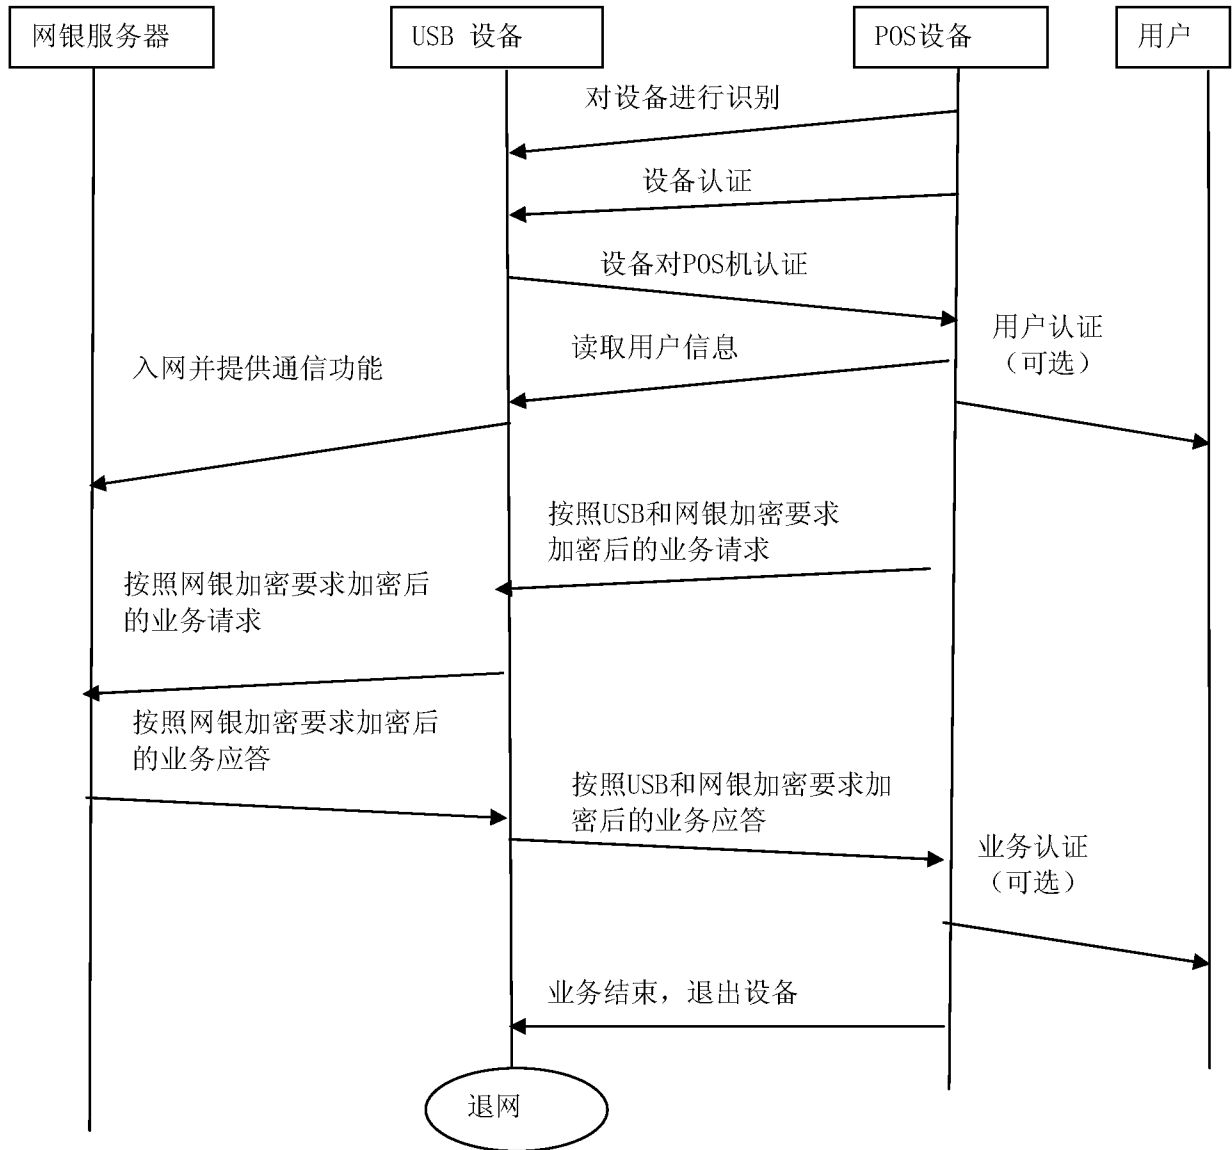 网银服务器
USB 设备
POS设备
用户
对设备进行识别
设备认证
设备对POS机认证
用户认证
（可选）
读取用户信息
入网并提供通信功能
按照USB和网银加密要求
加密后的业务请求
按照网银加密要求加密后
的业务请求
按照网银加密要求加密后
的业务应答
按照USB和网银加密要求加
密后的业务应答
业务认证
（可选）
业务结束，退出设备
退网